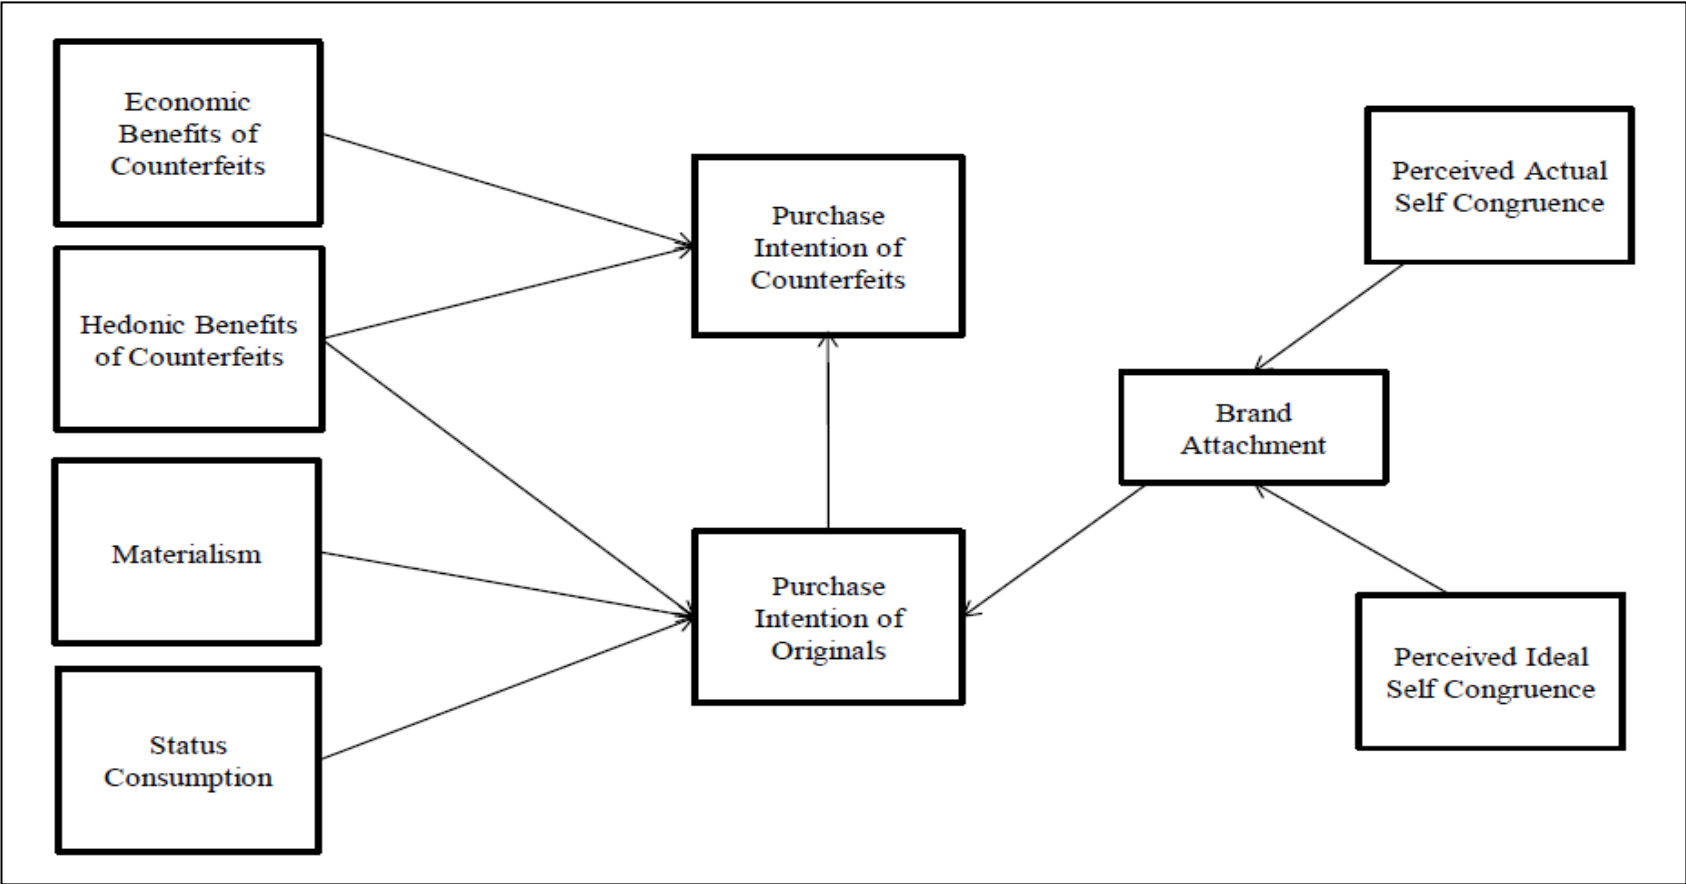 Economic
Benefits of
Counterfeits
Hedonic Benefits
of Counterfeits
Materialism
Status
Consumption
Purchase
Intention of
Counterfeits
Purchase
Intention of
Originals
Brand
Attachment
Perceived Actual
Self Congruence
Perceived Ideal
Self Congruence